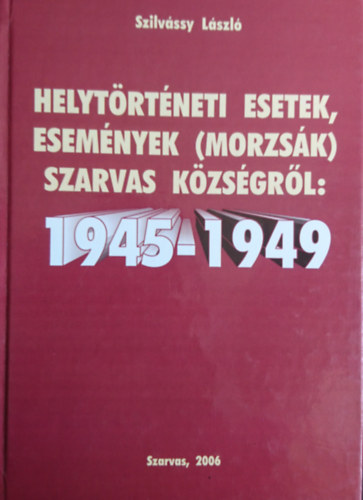 Szilvássy László
HELYTÖRTÉNETI ESETEK,
ESEMÉNYEK (MORZSÁK)
SZARVAS KÖZSÉGRŐL:
1945-1949
Szarvas, 2006